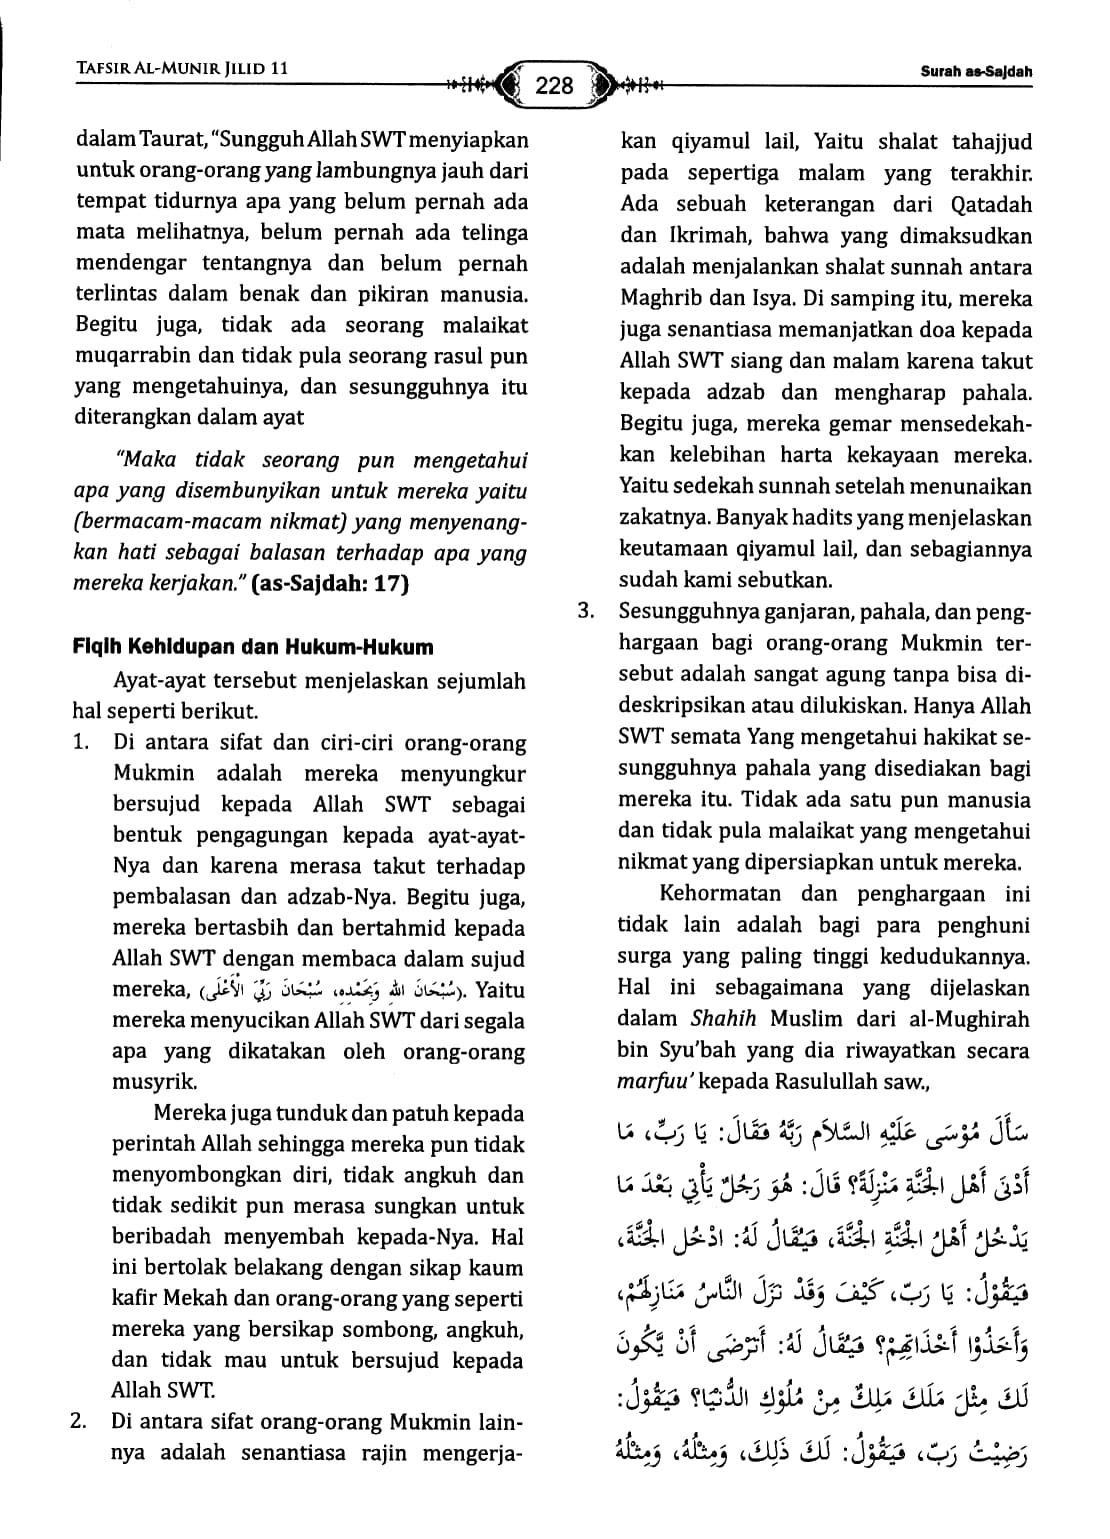 TAFSIR AL-MUNIR JILID 11
228
Surah as-Sajdah
dalam Taurat, “Sungguh Allah SWT menyiapkan
untuk orang-orang yang lambungnya jauh dari
tempat tidurnya apa yang belum pernah ada
mata melihatnya, belum pernah ada telinga
mendengar tentangnya dan belum pernah
terlintas dalam benak dan pikiran manusia.
Begitu juga, tidak ada seorang malaikat
muqarrabin dan tidak pula seorang rasul pun
yang mengetahuinya, dan sesungguhnya itu
diterangkan dalam ayat
“Maka tidak seorang pun mengetahui
apa yang disembunyikan untuk mereka yaitu
(bermacam-macam nikmat) yang menyenang-
kan hati sebagai balasan terhadap apa yang
mereka kerjakan.” (as-Sajdah: 17)
Fiqih Kehidupan dan Hukum-Hukum
Ayat-ayat tersebut menjelaskan sejumlah
hal seperti berikut.
1. Di antara sifat dan ciri-ciri orang-orang
Mukmin adalah mereka menyungkur
bersujud kepada Allah SWT sebagai
bentuk pengagungan kepada ayat-ayat-
Nya dan karena merasa takut terhadap
pembalasan dan adzab-Nya. Begitu juga,
mereka bertasbih dan bertahmid kepada
Allah SWT dengan membaca dalam sujud
mereka, (سُبْحَانَ الله وَبِحَمْدِهِ، سُبْحَانَ رَبِّيَ الْأَعْلَى). Yaitu
mereka menyucikan Allah SWT dari segala
apa yang dikatakan oleh orang-orang
musyrik.
Mereka juga tunduk dan patuh kepada
perintah Allah sehingga mereka pun tidak
menyombongkan diri, tidak angkuh dan
tidak sedikit pun merasa sungkan untuk
beribadah menyembah kepada-Nya. Hal
ini bertolak belakang dengan sikap kaum
kafir Mekah dan orang-orang yang seperti
mereka yang bersikap sombong, angkuh,
dan tidak mau untuk bersujud kepada
Allah SWT.
2. Di antara sifat orang-orang Mukmin lain-
nya adalah senantiasa rajin mengerja-
kan qiyamul lail, Yaitu shalat tahajjud
pada sepertiga malam yang terakhir.
Ada sebuah keterangan dari Qatadah
dan Ikrimah, bahwa yang dimaksudkan
adalah menjalankan shalat sunnah antara
Maghrib dan Isya. Di samping itu, mereka
juga senantiasa memanjatkan doa kepada
Allah SWT siang dan malam karena takut
kepada adzab dan mengharap pahala.
Begitu juga, mereka gemar mensedekah-
kan kelebihan harta kekayaan mereka.
Yaitu sedekah sunnah setelah menunaikan
zakatnya. Banyak hadits yang menjelaskan
keutamaan qiyamul lail, dan sebagiannya
sudah kami sebutkan.
3. Sesungguhnya ganjaran, pahala, dan peng-
hargaan bagi orang-orang Mukmin ter-
sebut adalah sangat agung tanpa bisa di-
deskripsikan atau dilukiskan. Hanya Allah
SWT semata Yang mengetahui hakikat se-
sungguhnya pahala yang disediakan bagi
mereka itu. Tidak ada satu pun manusia
dan tidak pula malaikat yang mengetahui
nikmat yang dipersiapkan untuk mereka.
Kehormatan dan penghargaan ini
tidak lain adalah bagi para penghuni
surga yang paling tinggi kedudukannya.
Hal ini sebagaimana yang dijelaskan
dalam Shahih Muslim dari al-Mughirah
bin Syu’bah yang dia riwayatkan secara
marfuu’ kepada Rasulullah saw.,
سَأَلَ مُوْسَى عَلَيْهِ السَّلَام رَبَّهُ فَقَالَ: يَا رَبِّ، مَا
أَدْنَى أَهْل الْجَنَّةِ مَنْزِلَةً؟ قَالَ: هُوَ رَجُلٌ يَأْتِي بَعْدَ مَا
يَدْخُلُ أَهْلُ الْجَنَّةِ الْجَنَّةَ، فَيُقَالُ لَهُ: ادْخُل الْجَنَّةَ،
فَيَقُوْلُ: يَا رَبِّ، كَيْفَ وَقَدْ نَزَلَ النَّاسُ مَنَازِلَهُمْ،
وَأَخَذُوْا أَخَذَاتِهِمْ؟ فَيُقَالُ لَهُ: أَتَرْضَى أَنْ يَّكُونَ
لَكَ مِثْلَ مَلَكَ مَلِكٌ مِنْ مُلُوْكِ الدُّنْيَا؟ فَيَقُوْلُ:
رَضِيْتُ رَبِّ، فَيَقُوْلُ: لَكَ ذَلِكَ، وَمِثْلُهُ، وَمِثْلُهُ